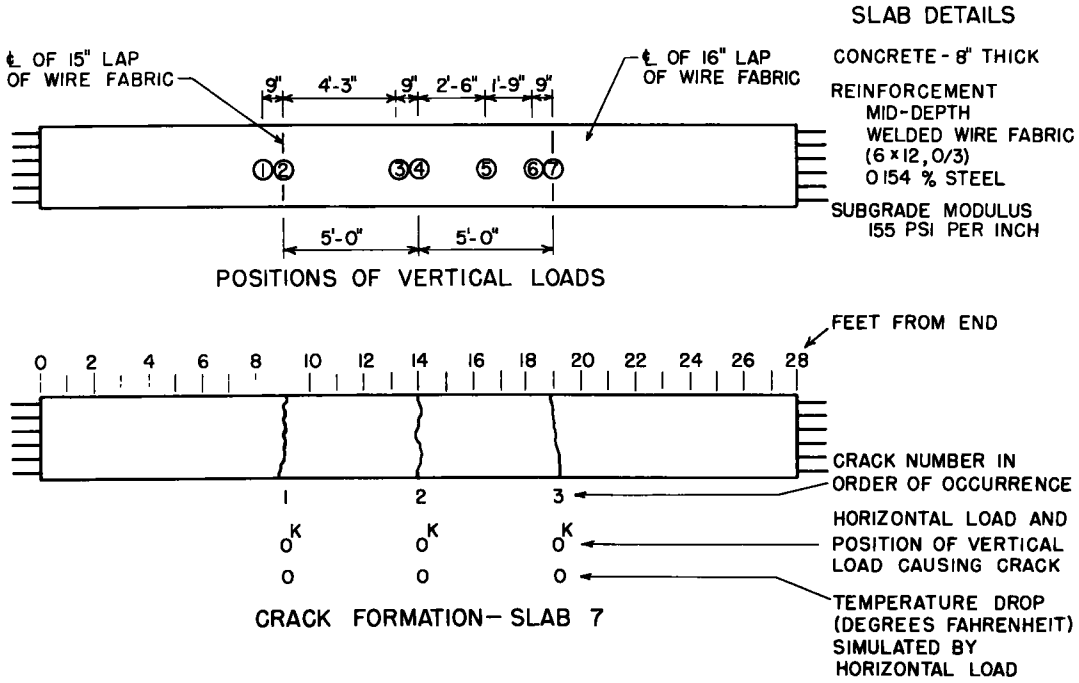 SLAB DETAILS
℄ OF 15" LAP
OF WIRE FABRIC
℄ OF 16" LAP
OF WIRE FABRIC
9" 4'-3" 9" 2'-6" 1'-9" 9"
① ② ③ ④ ⑤ ⑥ ⑦
5'-0" 5'-0"
POSITIONS OF VERTICAL LOADS
CONCRETE - 8" THICK
REINFORCEMENT
MID-DEPTH
WELDED WIRE FABRIC
(6 × 12, 0/3)
0 154 % STEEL
SUBGRADE MODULUS
155 PSI PER INCH
FEET FROM END
0 2 4 6 8 10 12 14 16 18 20 22 24 26 28
1 2 3
CRACK NUMBER IN
ORDER OF OCCURRENCE
0ᴷ 0ᴷ 0ᴷ
HORIZONTAL LOAD AND
POSITION OF VERTICAL
LOAD CAUSING CRACK
0 0 0
TEMPERATURE DROP
(DEGREES FAHRENHEIT)
SIMULATED BY
HORIZONTAL LOAD
CRACK FORMATION — SLAB 7